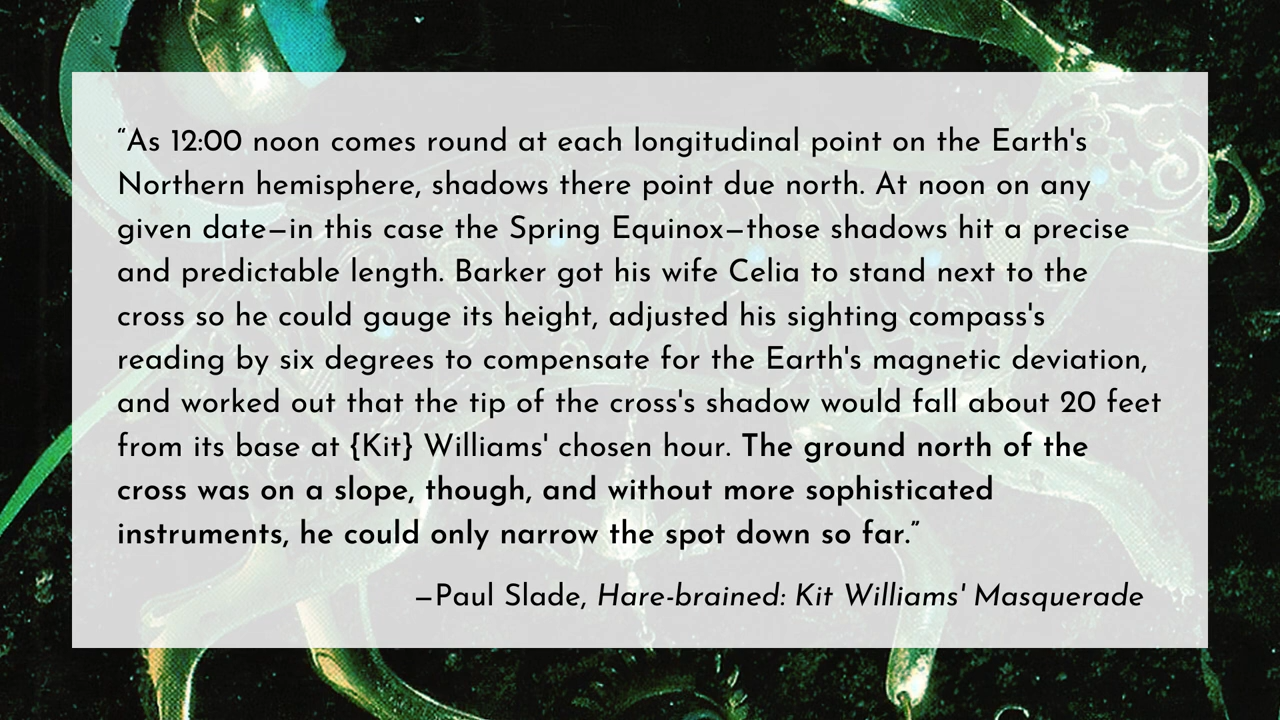 “As 12:00 noon comes round at each longitudinal point on the Earth's
Northern hemisphere, shadows there point due north. At noon on any
given date—in this case the Spring Equinox—those shadows hit a precise
and predictable length. Barker got his wife Celia to stand next to the
cross so he could gauge its height, adjusted his sighting compass's
reading by six degrees to compensate for the Earth's magnetic deviation,
and worked out that the tip of the cross's shadow would fall about 20 feet
from its base at {Kit} Williams' chosen hour. The ground north of the
cross was on a slope, though, and without more sophisticated
instruments, he could only narrow the spot down so far.”
—Paul Slade, Hare-brained: Kit Williams' Masquerade